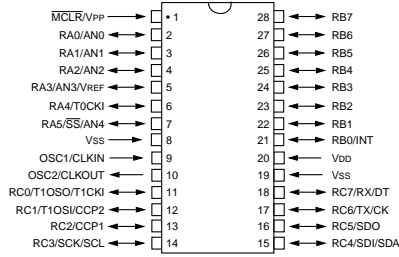 MCLR/VPP 1 28 RB7
RA0/AN0 2 27 RB6
RA1/AN1 3 26 RB5
RA2/AN2 4 25 RB4
RA3/AN3/VREF 5 24 RB3
RA4/T0CKI 6 23 RB2
RA5/SS/AN4 7 22 RB1
VSS 8 21 RB0/INT
OSC1/CLKIN 9 20 VDD
OSC2/CLKOUT 10 19 VSS
RC0/T1OSO/T1CKI 11 18 RC7/RX/DT
RC1/T1OSI/CCP2 12 17 RC6/TX/CK
RC2/CCP1 13 16 RC5/SDO
RC3/SCK/SCL 14 15 RC4/SDI/SDA